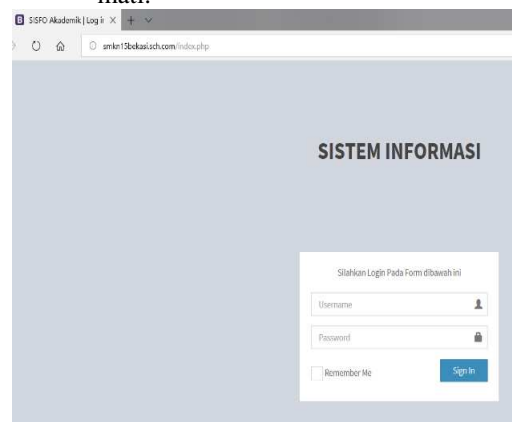 mati.
SISFO Akademik | Log in
smkn15bekasi.sch.com/index.php
SISTEM INFORMASI
Silahkan Login Pada Form dibawah ini
Username
Password
Remember Me
Sign In